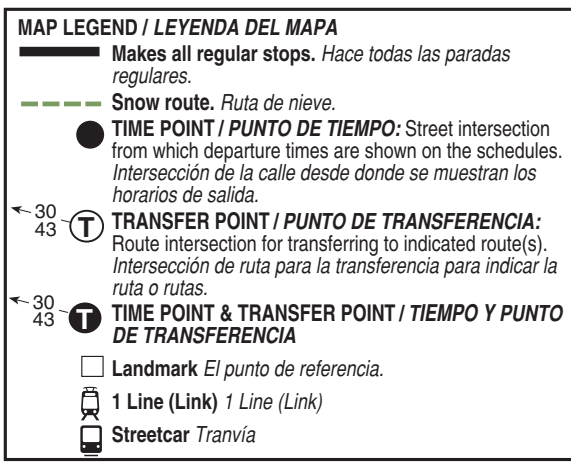 MAP LEGEND / LEYENDA DEL MAPA
Makes all regular stops. Hace todas las paradas
regulares.
Snow route. Ruta de nieve.
TIME POINT / PUNTO DE TIEMPO: Street intersection
from which departure times are shown on the schedules.
Intersección de la calle desde donde se muestran los
horarios de salida.
30
43 T TRANSFER POINT / PUNTO DE TRANSFERENCIA:
Route intersection for transferring to indicated route(s).
Intersección de ruta para la transferencia para indicar la
ruta o rutas.
30
43 T TIME POINT & TRANSFER POINT / TIEMPO Y PUNTO
DE TRANSFERENCIA
Landmark El punto de referencia.
1 Line (Link) 1 Line (Link)
Streetcar Tranvía